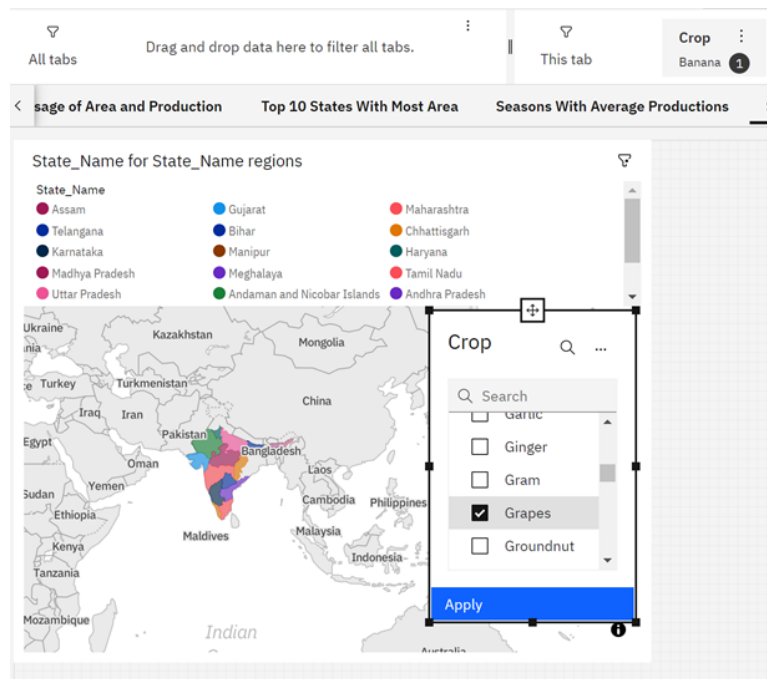 All tabs
Drag and drop data here to filter all tabs.
This tab
Crop
Banana 1
sage of Area and Production
Top 10 States With Most Area
Seasons With Average Productions
State_Name for State_Name regions
State_Name
Assam
Gujarat
Maharashtra
Telangana
Bihar
Chhattisgarh
Karnataka
Manipur
Haryana
Madhya Pradesh
Meghalaya
Tamil Nadu
Uttar Pradesh
Andaman and Nicobar Islands
Andhra Pradesh
Ukraine
Kazakhstan
Mongolia
Turkey
Turkmenistan
China
Iraq
Iran
Pakistan
Egypt
Bangladesh
Oman
Laos
Sudan
Yemen
Cambodia
Philippines
Ethiopia
Maldives
Malaysia
Kenya
Indonesia
Tanzania
Mozambique
Indian
Australia
Crop
Search
Garlic
Ginger
Gram
Grapes
Groundnut
Apply